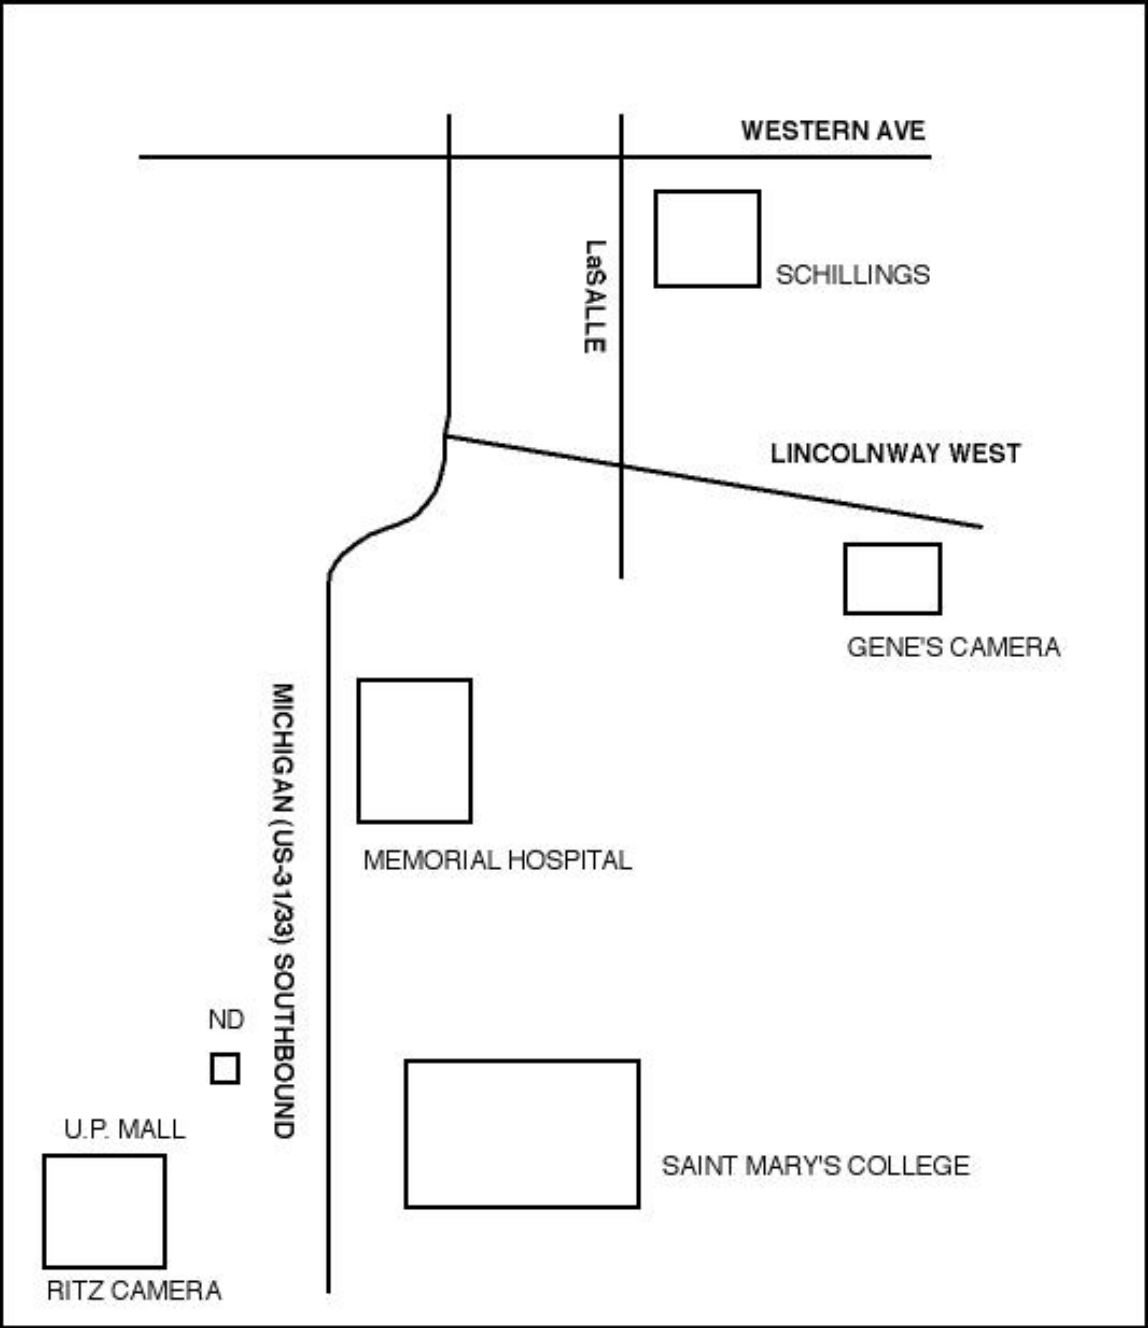 WESTERN AVE
LaSALLE
SCHILLINGS
LINCOLNWAY WEST
GENE'S CAMERA
MICHIGAN (US-31/33) SOUTHBOUND
MEMORIAL HOSPITAL
ND
U.P. MALL
SAINT MARY'S COLLEGE
RITZ CAMERA